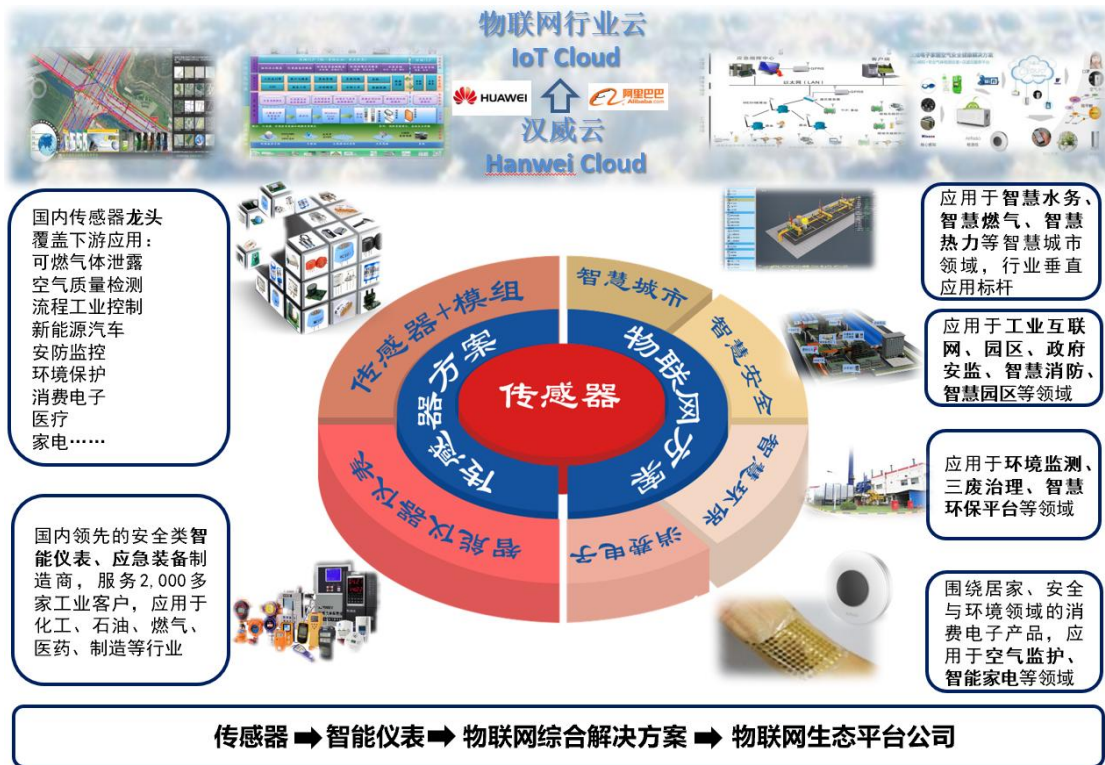 物联网行业云
IoT Cloud
HUAWEI
阿里巴巴
Alibaba.com
汉威云
Hanwei Cloud
国内传感器龙头
覆盖下游应用：
可燃气体泄露
空气质量检测
流程工业控制
新能源汽车
安防监控
环境保护
消费电子
医疗
家电……
国内领先的安全类智
能仪表、应急装备制
造商，服务2,000多
家工业客户，应用于
化工、石油、燃气、
医药、制造等行业
传感器+模组
智慧城市
智慧安全
智慧环保
消费电子
智能仪器仪表
传感器方案
物联网方案
传感器
应用于智慧水务、
智慧燃气、智慧
热力等智慧城市
领域，行业垂直
应用标杆
应用于工业互联
网、园区、政府
安监、智慧消防、
智慧园区等领域
应用于环境监测、
三废治理、智慧
环保平台等领域
围绕居家、安全
与环境领域的消
费电子产品，应
用于空气监护、
智能家电等领域
传感器➡智能仪表➡物联网综合解决方案➡物联网生态平台公司